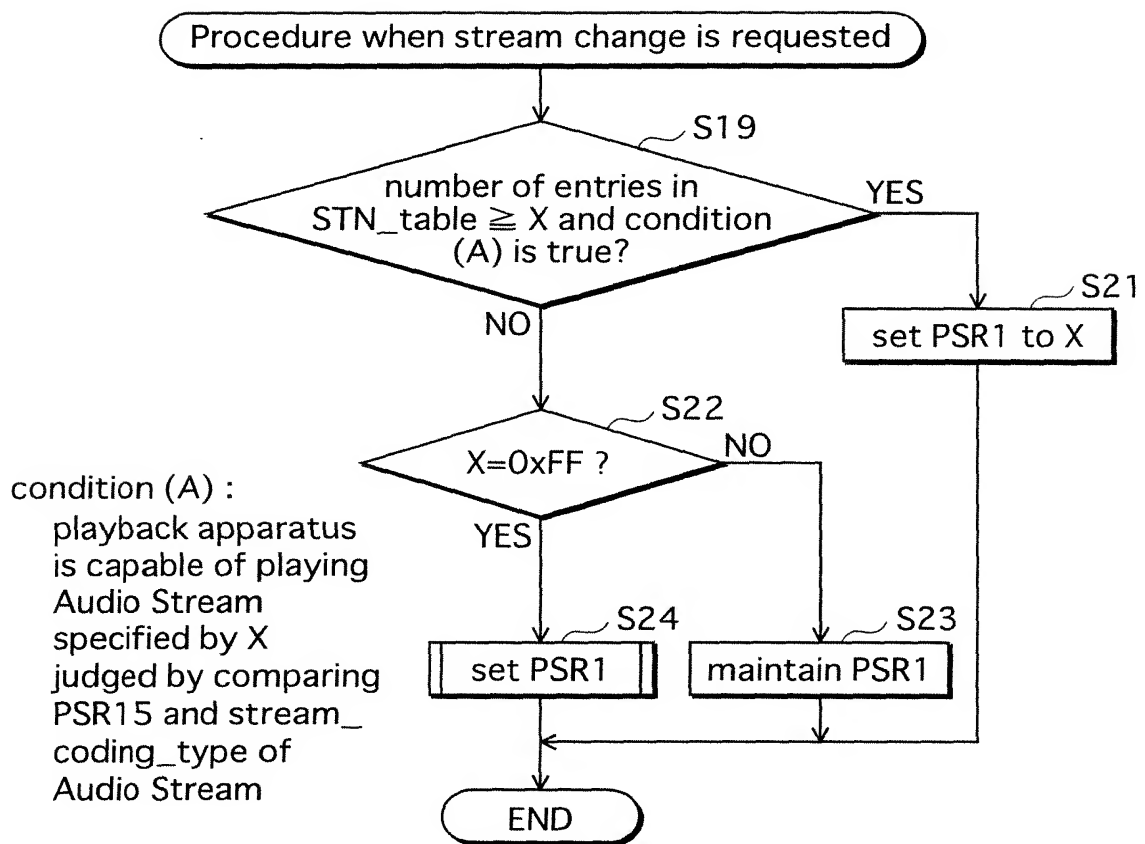 Procedure when stream change is requested
S19
number of entries in
STN_table ≧ X and condition
(A) is true?
YES
NO
S21
set PSR1 to X
S22
X=0xFF ?
NO
YES
condition (A) :
playback apparatus
is capable of playing
Audio Stream
specified by X
judged by comparing
PSR15 and stream_
coding_type of
Audio Stream
S24
set PSR1
S23
maintain PSR1
END